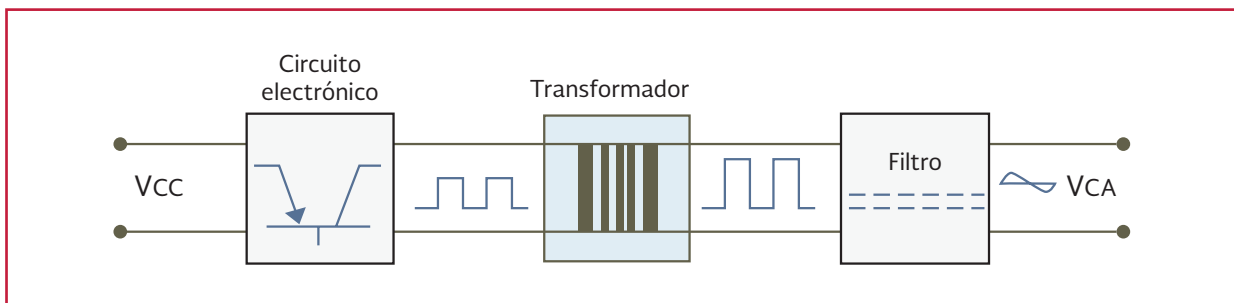 Circuito
electrónico
Transformador
VCC
Filtro
VCA